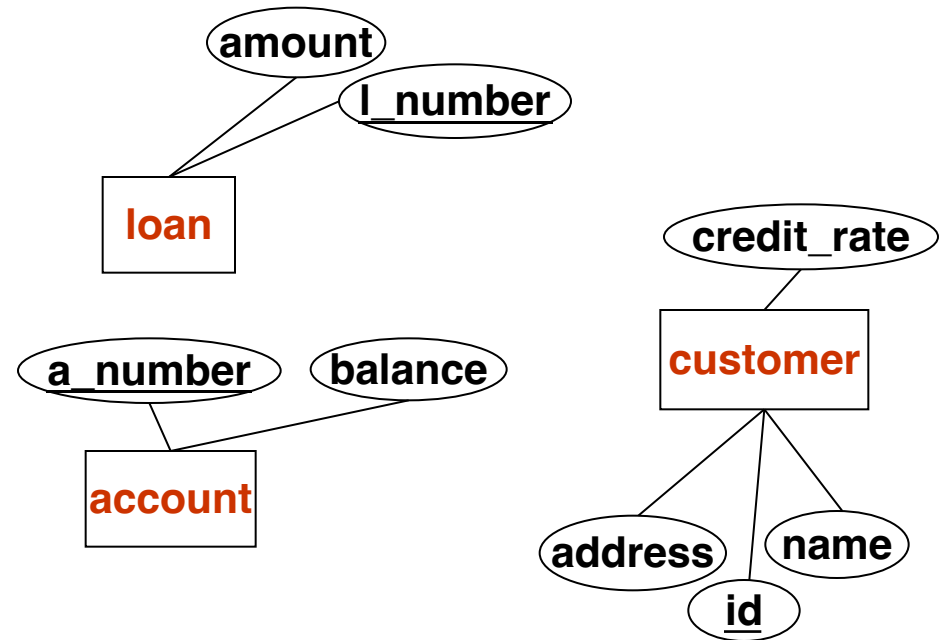 amount
l_number
loan
credit_rate
a_number
balance
customer
account
address
name
id